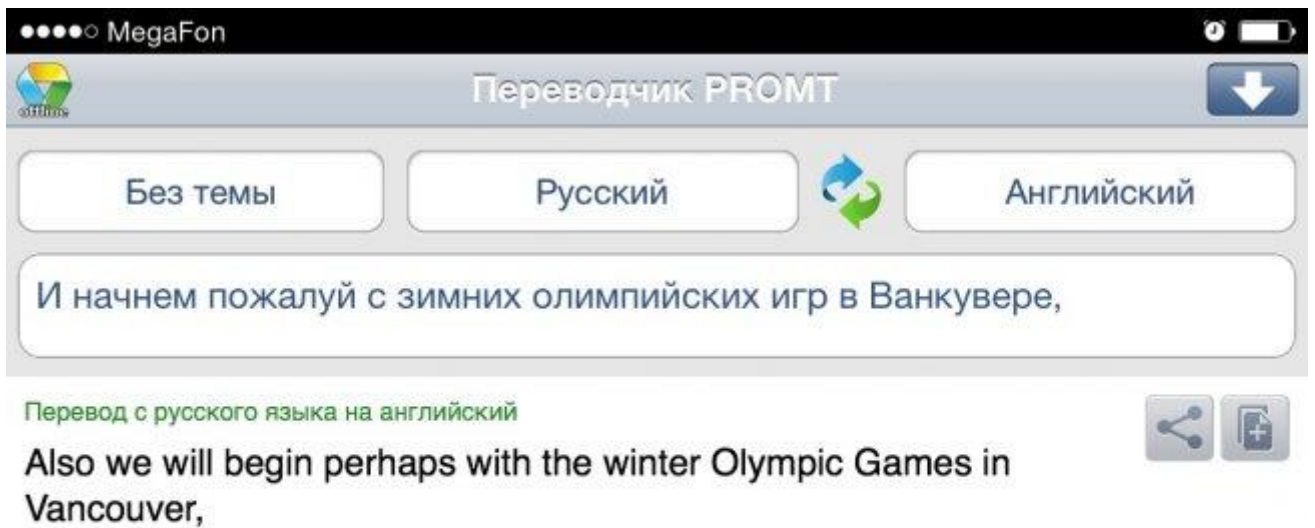 MegaFon
offline
Переводчик PROMT
Без темы
Русский
Английский
И начнем пожалуй с зимних олимпийских игр в Ванкувере,
Перевод с русского языка на английский
Also we will begin perhaps with the winter Olympic Games in
Vancouver,